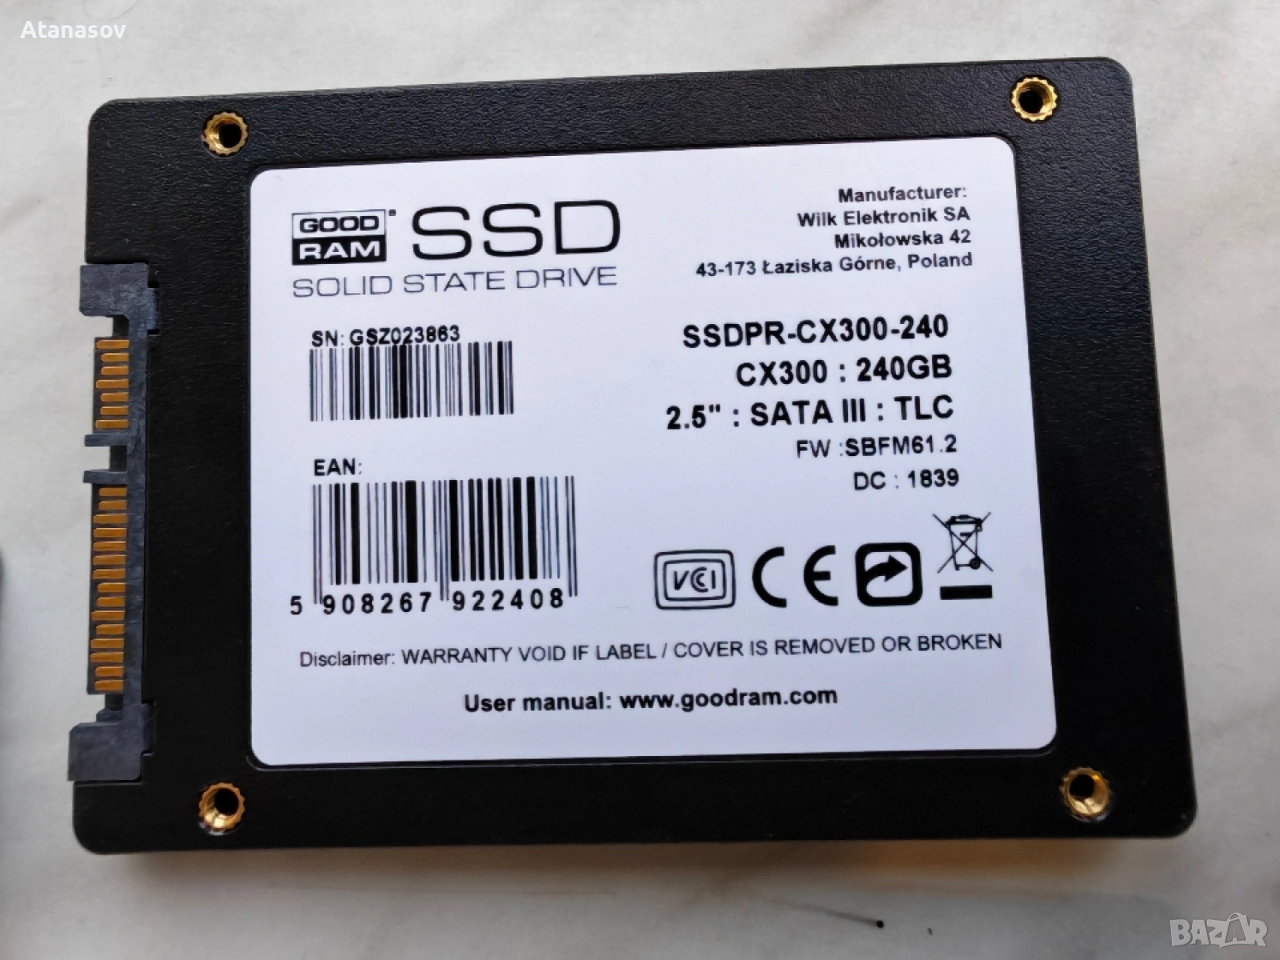 Atanasov
GOOD
RAM
® SSD
SOLID STATE DRIVE
Manufacturer:
Wilk Elektronik SA
Mikołowska 42
43-173 Łaziska Górne, Poland
SN: GSZ023863
SSDPR-CX300-240
CX300 : 240GB
2.5" : SATA III : TLC
FW :SBFM61.2
DC : 1839
EAN:
5 908267 922408
VCI
CE
Disclaimer: WARRANTY VOID IF LABEL / COVER IS REMOVED OR BROKEN
User manual: www.goodram.com
BAZAR